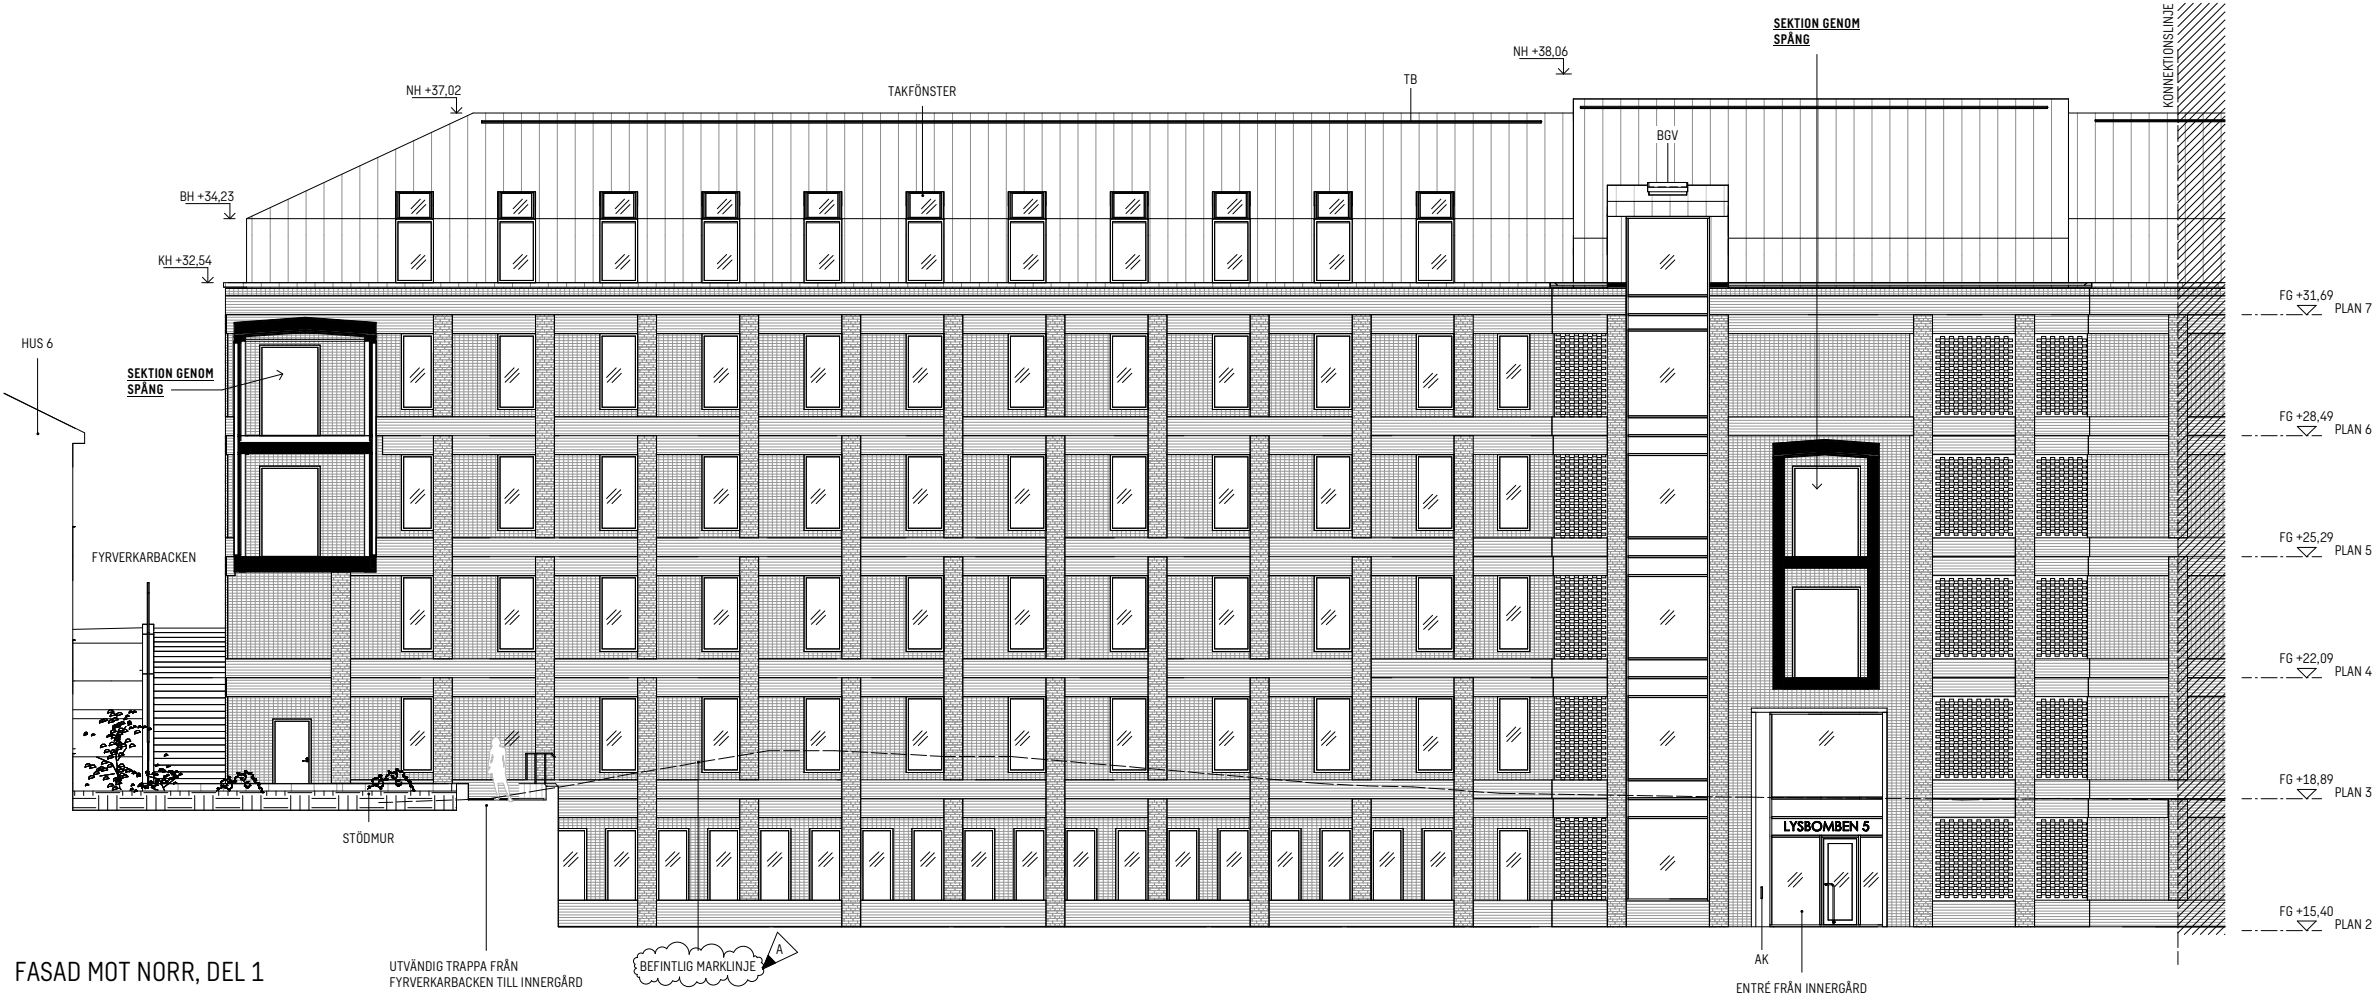 SEKTION GENOM
SPÅNG
KONNEKTIONSLINJE
NH +38,06
TB
NH +37,02
TAKFÖNSTER
BGV
BH +34,23
KH +32,54
FG +31,69
PLAN 7
HUS 6
SEKTION GENOM
SPÅNG
FG +28,49
PLAN 6
FYRVERKARBACKEN
FG +25,29
PLAN 5
FG +22,09
PLAN 4
FG +18,89
PLAN 3
LYSBOMBEN 5
STÖDMUR
FG +15,40
PLAN 2
A
BEFINTLIG MARKLINJE
AK
FASAD MOT NORR, DEL 1
UTVÄNDIG TRAPPA FRÅN
FYRVERKARBACKEN TILL INNERGÅRD
ENTRÉ FRÅN INNERGÅRD